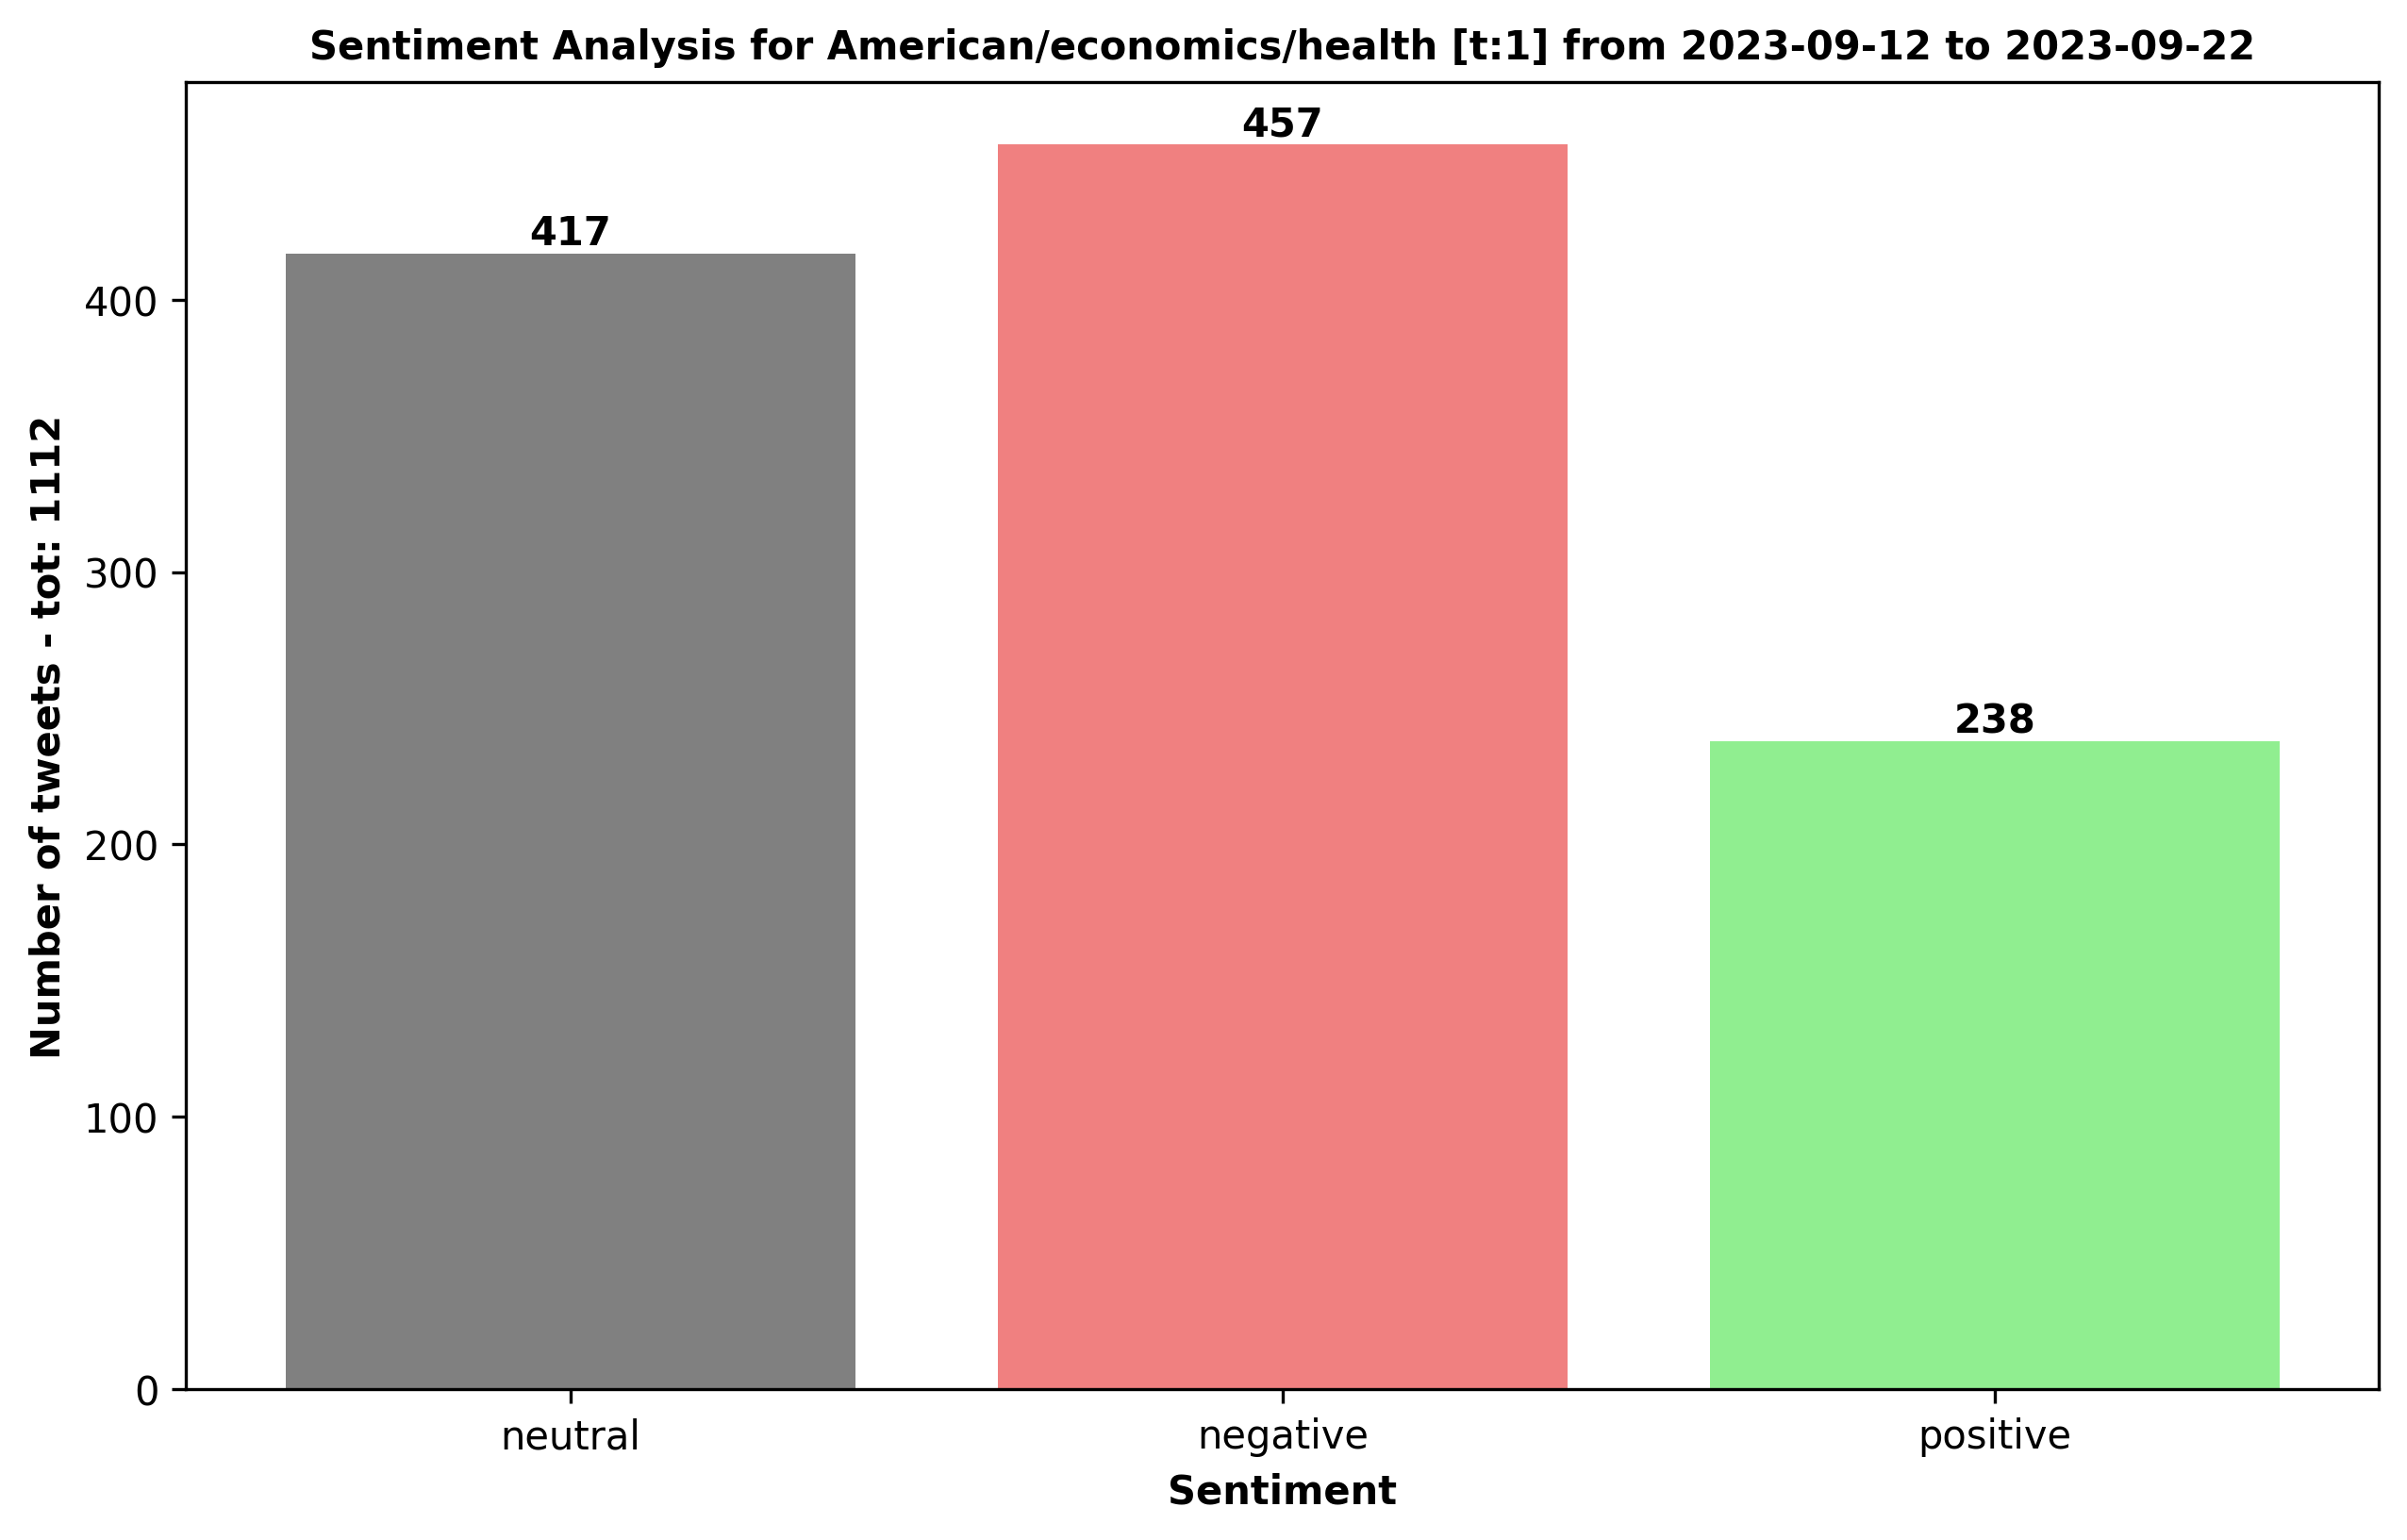 Sentiment Analysis for American/economics/health [t:1] from 2023-09-12 to 2023-09-22
Number of tweets - tot: 1112
400
300
200
100
0
417
457
238
neutral
negative
positive
Sentiment